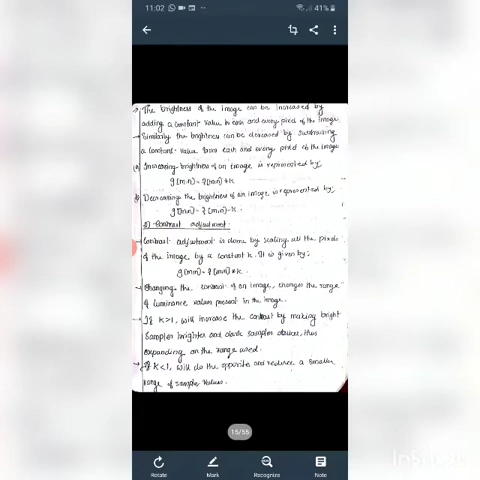 11:02
41%
→ The brightness of the image can be increased by
adding a constant value to each and every pixel of the image
→ Similarly the brightness can be decreased by subtracting
a constant value from each and every pixel of the image
(a) Increasing brightness of an image is represented by:
g(m,n) = f(m,n)+k
(b) Decreasing the brightness of an image is represented by:
g(m,n) = f(m,n)-k.
2) Contrast adjustment
→ Contrast adjustment is done by scaling all the pixels
of the image by a constant k. It is given by:
g(m,n) = f(m,n)*k.
→ Changing the contrast of an image, changes the range
of luminance values present in the image.
→ If K>1, will increase the contrast by making bright
samples brighter and dark samples darker, thus
expanding on the range used.
→ If K<1, will do the opposite and reduce a smaller
range of sample values.
15/55
Rotate Mark Recognize Note
InShot